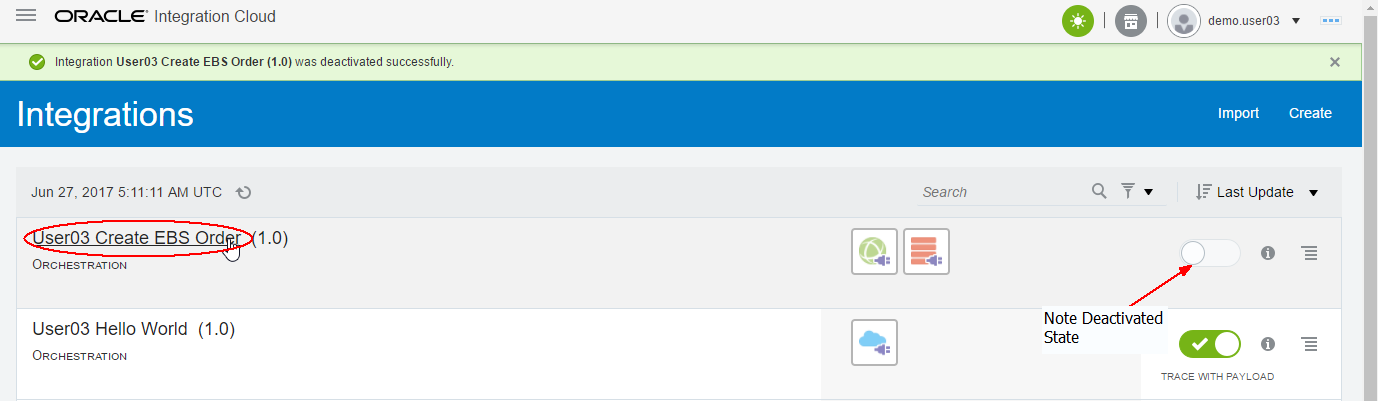 ORACLE® Integration Cloud
demo.user03
Integration User03 Create EBS Order (1.0) was deactivated successfully.
Integrations
Import
Create
Jun 27, 2017 5:11:11 AM UTC
Search
Last Update
User03 Create EBS Order (1.0)
ORCHESTRATION
Note Deactivated
State
User03 Hello World (1.0)
ORCHESTRATION
TRACE WITH PAYLOAD